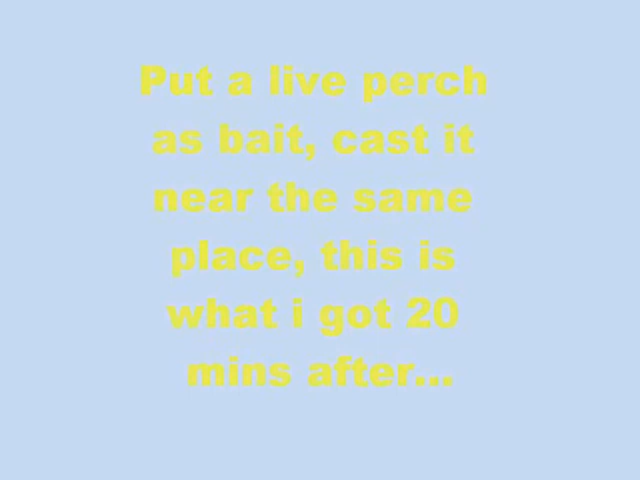 Put a live perch
as bait, cast it
near the same
place, this is
what i got 20
mins after...